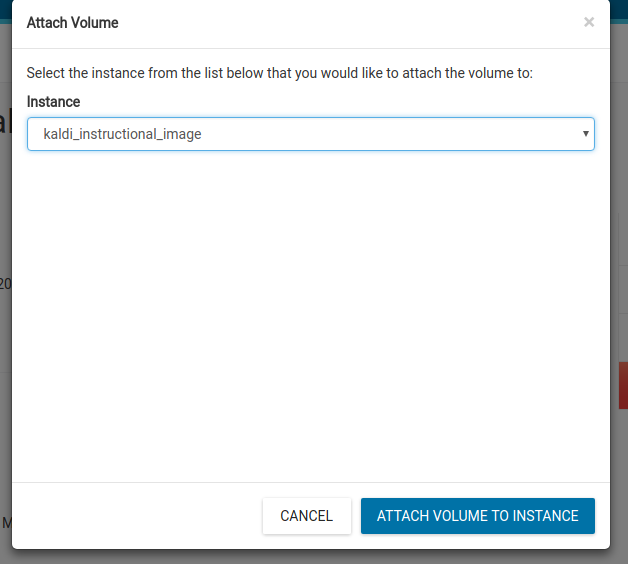 Attach Volume
×
Select the instance from the list below that you would like to attach the volume to:
Instance
kaldi_instructional_image
20
M
CANCEL
ATTACH VOLUME TO INSTANCE